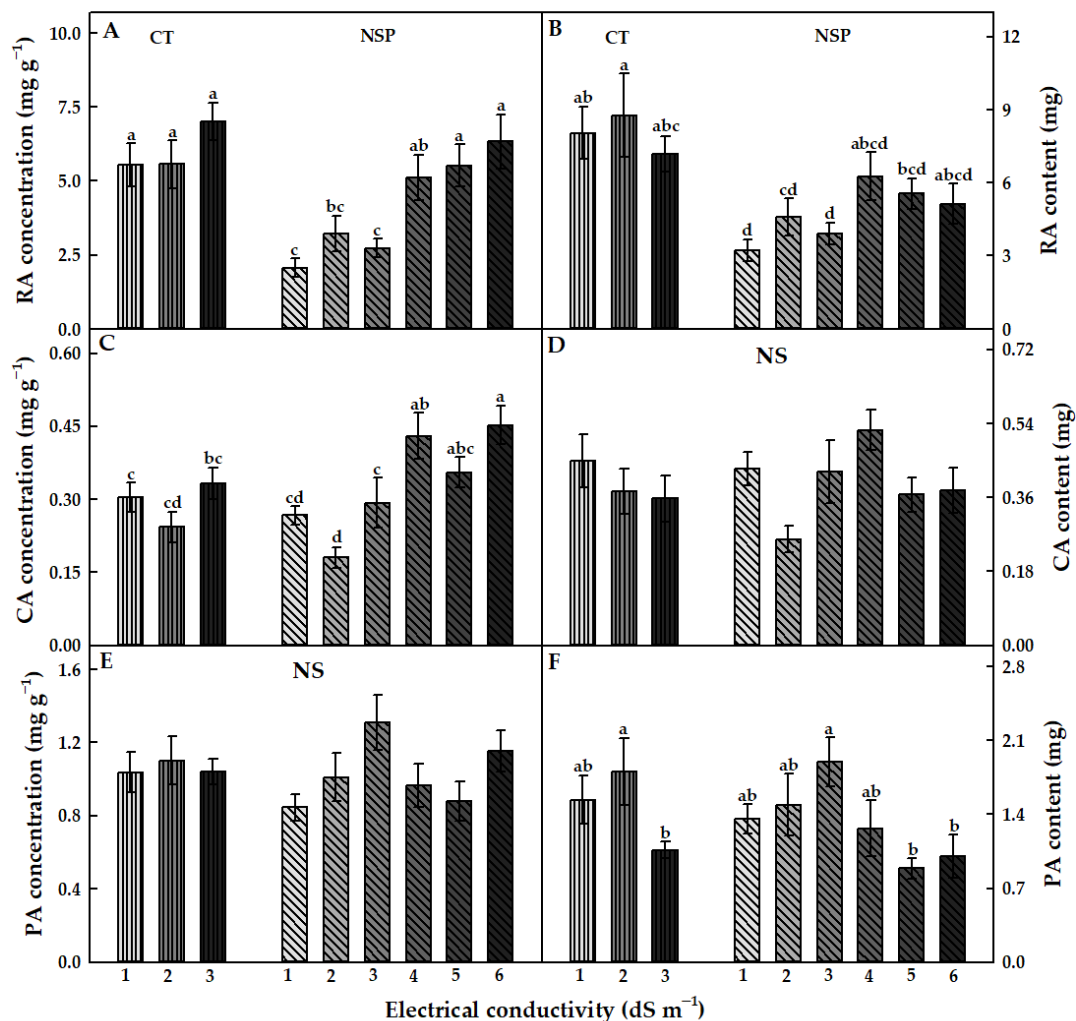 A
CT
NSP
10.0
7.5
5.0
2.5
0.0
RA concentration (mg g⁻¹)
a
a
a
c
bc
c
ab
a
a
B
CT
NSP
12
9
6
3
0
RA content (mg)
ab
a
abc
d
cd
d
abcd
bcd
abcd
C
0.60
0.45
0.30
0.15
0.00
CA concentration (mg g⁻¹)
c
cd
bc
cd
d
c
ab
abc
a
D
NS
0.72
0.54
0.36
0.18
0.00
CA content (mg)
E
NS
1.6
1.2
0.8
0.4
0.0
PA concentration (mg g⁻¹)
1 2 3 1 2 3 4 5 6
F
2.8
2.1
1.4
0.7
0.0
PA content (mg)
ab
a
b
ab
ab
a
ab
b
b
1 2 3 1 2 3 4 5 6
Electrical conductivity (dS m⁻¹)